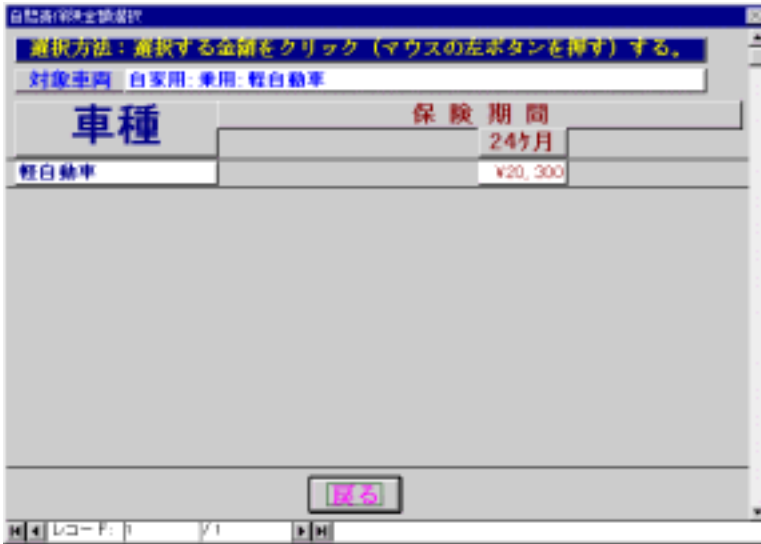 自賠責保険金額選択
選択方法：選択する金額をクリック（マウスの左ボタンを押す）する。
対象車両 自家用:乗用:軽自動車
車種 保険期間
24ヶ月
軽自動車 ¥20,300
戻る
レコード: 1 / 1